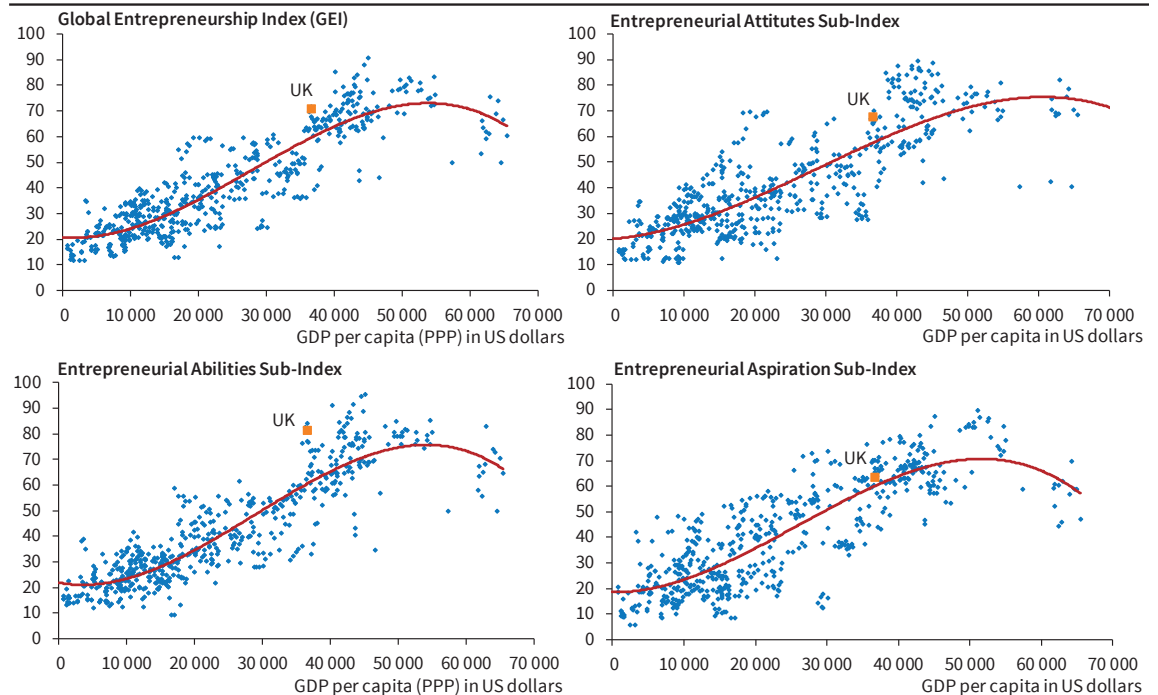 Global Entrepreneurship Index (GEI)
100
90
80
70
60
50
40
30
20
10
0
UK
0 10 000 20 000 30 000 40 000 50 000 60 000 70 000
GDP per capita (PPP) in US dollars
Entrepreneurial Attitutes Sub-Index
100
90
80
70
60
50
40
30
20
10
0
UK
0 10 000 20 000 30 000 40 000 50 000 60 000 70 000
GDP per capita (PPP) in US dollars
Entrepreneurial Abilities Sub-Index
100
90
80
70
60
50
40
30
20
10
0
UK
0 10 000 20 000 30 000 40 000 50 000 60 000 70 000
GDP per capita (PPP) in US dollars
Entrepreneurial Aspiration Sub-Index
100
90
80
70
60
50
40
30
20
10
0
UK
0 10 000 20 000 30 000 40 000 50 000 60 000 70 000
GDP per capita (PPP) in US dollars